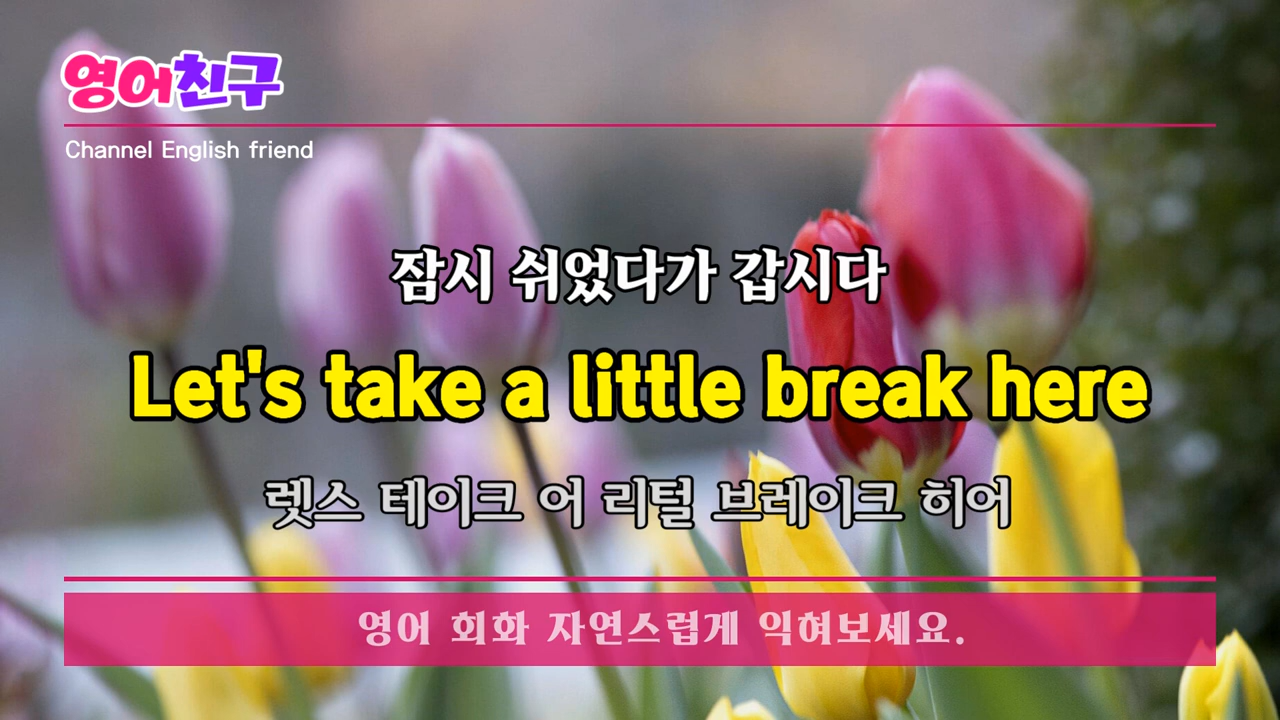 영어친구
Channel English friend
잠시 쉬었다가 갑시다
Let's take a little break here
렛스 테이크 어 리털 브레이크 히어
영어 회화 자연스럽게 익혀보세요.